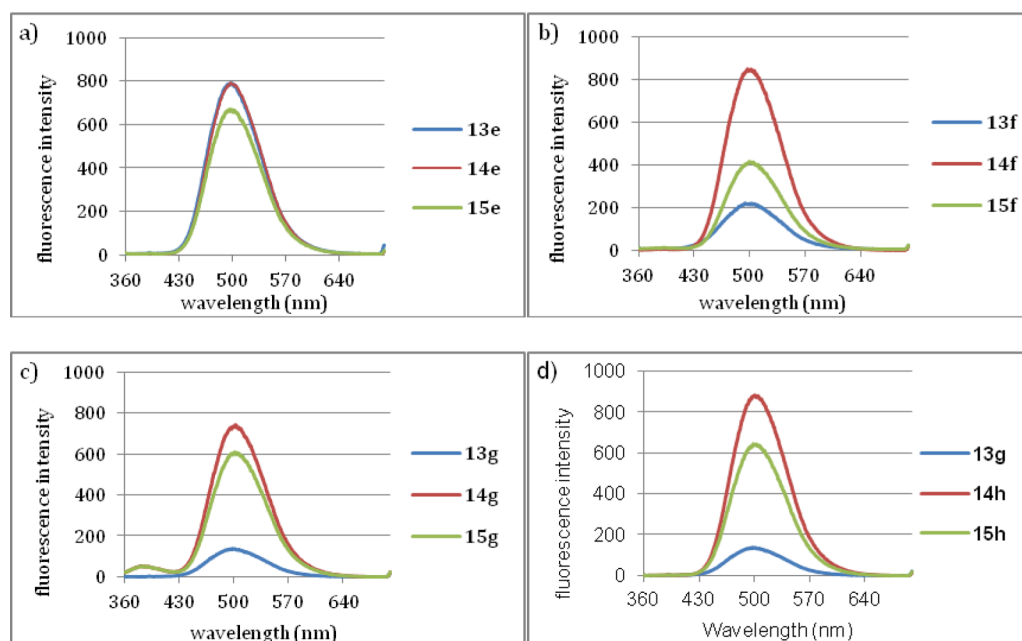 a)
fluorescence intensity
1000
800
600
400
200
0
360 430 500 570 640
wavelength (nm)
13e
14e
15e
b)
fluorescence intensity
1000
800
600
400
200
0
360 430 500 570 640
wavelength (nm)
13f
14f
15f
c)
fluorescence intensity
1000
800
600
400
200
0
360 430 500 570 640
wavelength (nm)
13g
14g
15g
d)
fluorescence intensity
1000
800
600
400
200
0
360 430 500 570 640
Wavelength (nm)
13g
14h
15h